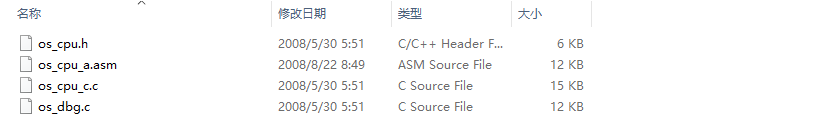 名称 修改日期 类型 大小
os_cpu.h 2008/5/30 5:51 C/C++ Header F... 6 KB
os_cpu_a.asm 2008/8/22 8:49 ASM Source File 12 KB
os_cpu_c.c 2008/5/30 5:51 C Source File 15 KB
os_dbg.c 2008/5/30 5:51 C Source File 12 KB